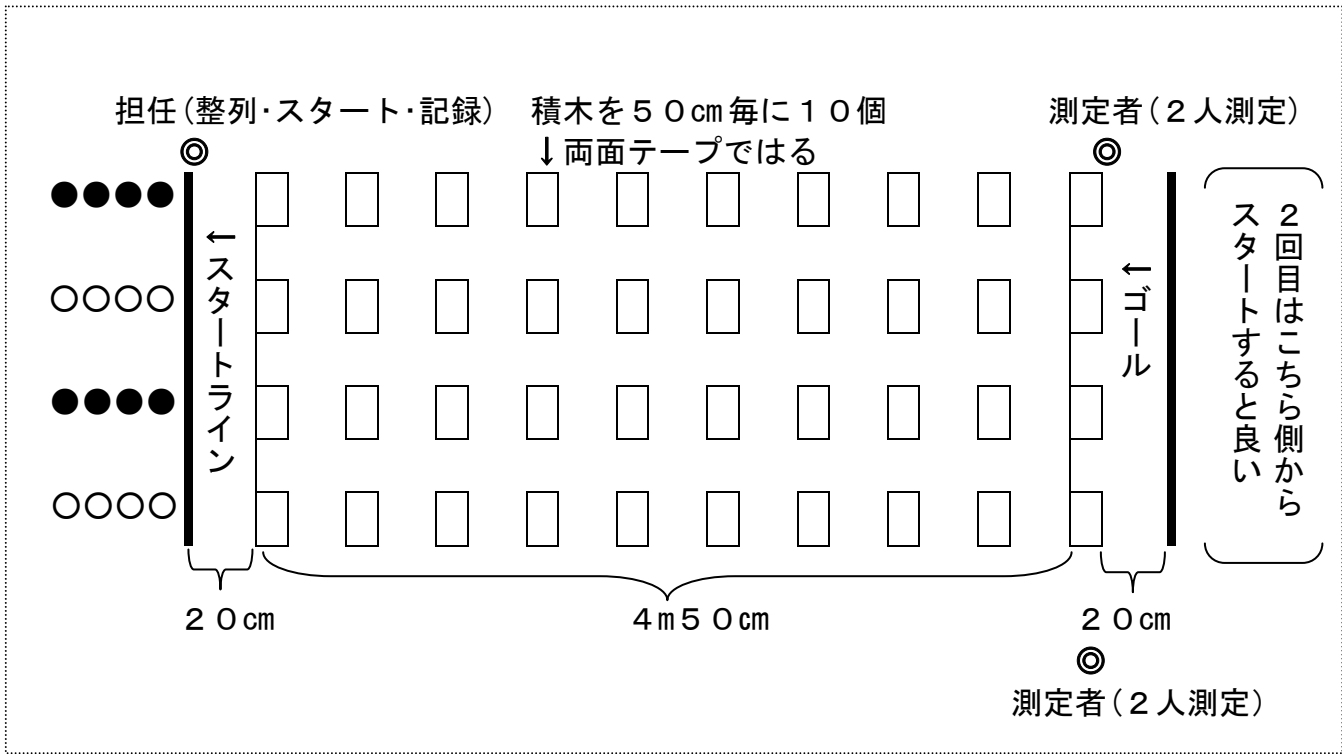 担任(整列･スタート･記録)
積木を５０㎝毎に１０個
↓両面テープではる
測定者(２人測定)
←スタートライン
←ゴール
２回目はこちら側から
スタートすると良い
２０㎝
４ｍ５０㎝
２０㎝
測定者(２人測定)